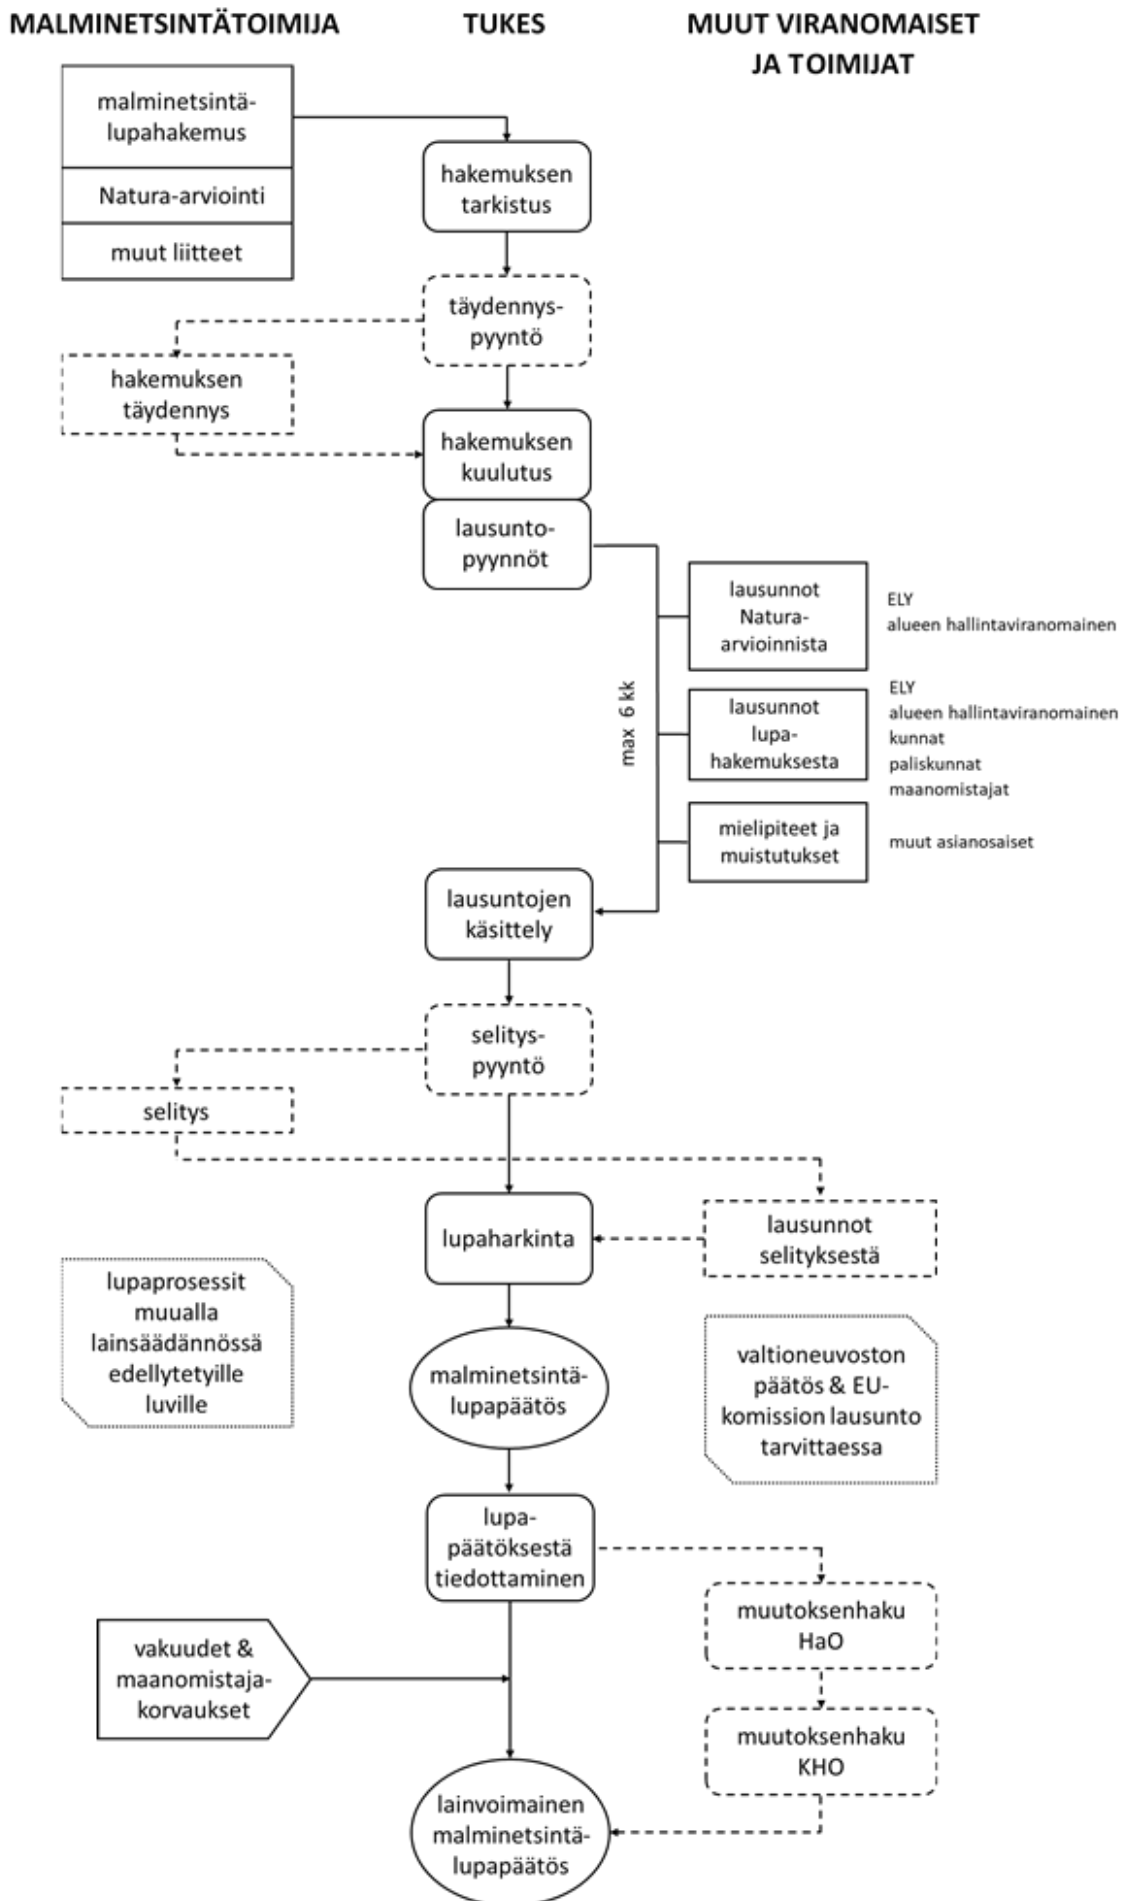 MALMINETSINTÄTOIMIJA
TUKES
MUUT VIRANOMAISET
JA TOIMIJAT
malminetsintä-
lupahakemus
Natura-arviointi
muut liitteet
hakemuksen
tarkistus
täydennys-
pyyntö
hakemuksen
täydennys
hakemuksen
kuulutus
lausunto-
pyynnöt
max 6 kk
lausunnot
Natura-
arvioinnista
ELY
alueen hallintaviranomainen
lausunnot
lupa-
hakemuksesta
ELY
alueen hallintaviranomainen
kunnat
paliskunnat
maanomistajat
mielipiteet ja
muistutukset
muut asianosaiset
lausuntojen
käsittely
selitys-
pyyntö
selitys
lupaharkinta
lausunnot
selityksestä
lupaprosessit
muualla
lainsäädännössä
edellytetyille
luville
malminetsintä-
lupapäätös
valtioneuvoston
päätös & EU-
komission lausunto
tarvittaessa
lupa-
päätöksestä
tiedottaminen
muutoksenhaku
HaO
vakuudet &
maanomistaja-
korvaukset
muutoksenhaku
KHO
lainvoimainen
malminetsintä-
lupapäätös